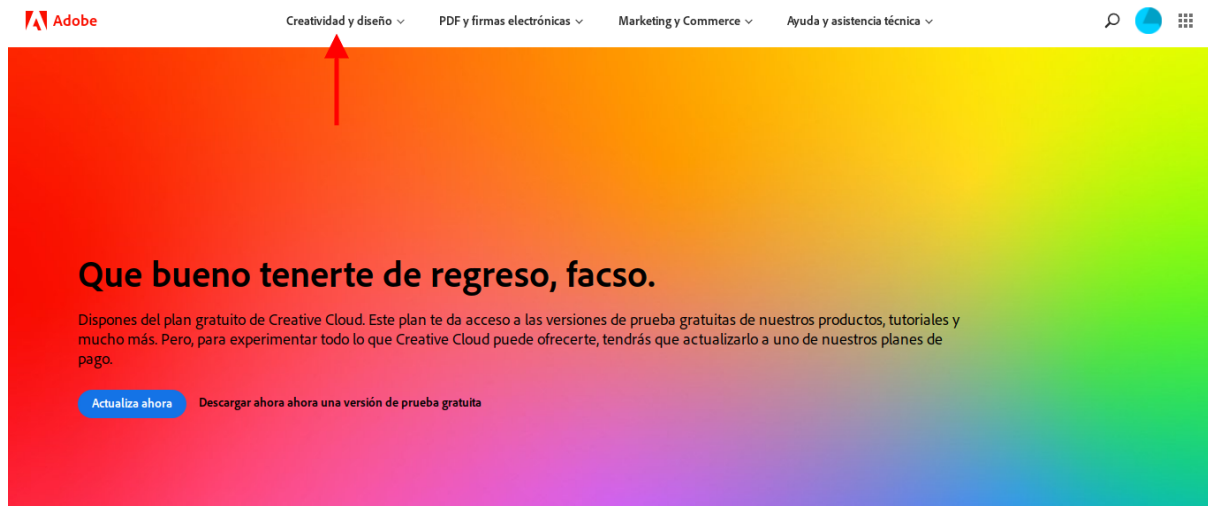 Adobe
Creatividad y diseño
PDF y firmas electrónicas
Marketing y Commerce
Ayuda y asistencia técnica
Que bueno tenerte de regreso, facso.
Dispones del plan gratuito de Creative Cloud. Este plan te da acceso a las versiones de prueba gratuitas de nuestros productos, tutoriales y
mucho más. Pero, para experimentar todo lo que Creative Cloud puede ofrecerte, tendrás que actualizarlo a uno de nuestros planes de
pago.
Actualiza ahora
Descargar ahora ahora una versión de prueba gratuita